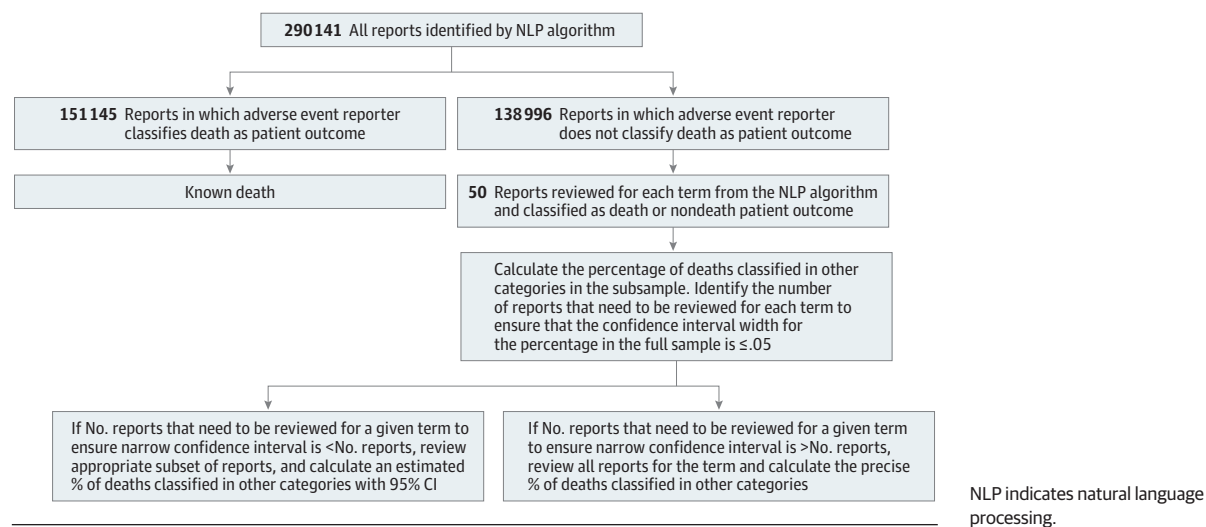 290 141 All reports identified by NLP algorithm
151 145 Reports in which adverse event reporter
classifies death as patient outcome
138 996 Reports in which adverse event reporter
does not classify death as patient outcome
Known death
50 Reports reviewed for each term from the NLP algorithm
and classified as death or nondeath patient outcome
Calculate the percentage of deaths classified in other
categories in the subsample. Identify the number
of reports that need to be reviewed for each term to
ensure that the confidence interval width for
the percentage in the full sample is ≤.05
If No. reports that need to be reviewed for a given term to
ensure narrow confidence interval is <No. reports, review
appropriate subset of reports, and calculate an estimated
% of deaths classified in other categories with 95% CI
If No. reports that need to be reviewed for a given term
to ensure narrow confidence interval is >No. reports,
review all reports for the term and calculate the precise
% of deaths classified in other categories
NLP indicates natural language
processing.